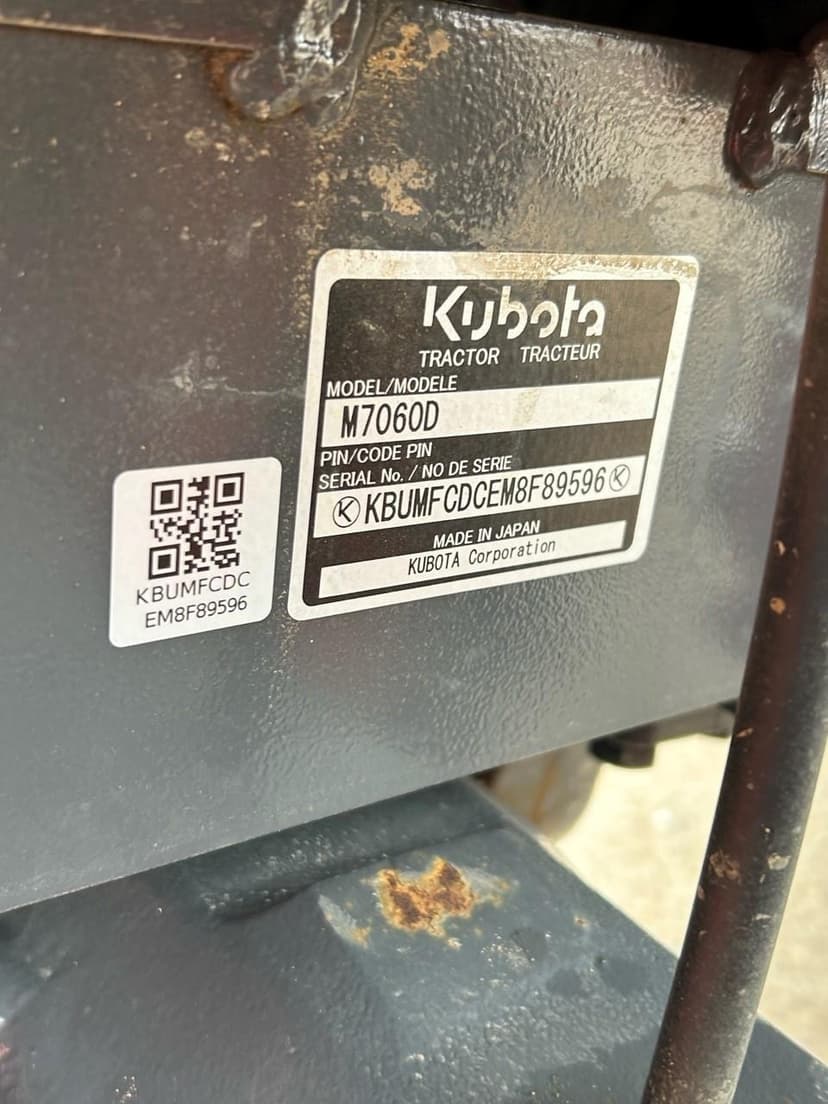 Kubota
TRACTOR TRACTEUR
MODEL/MODELE
M7060D
PIN/CODE PIN
SERIAL No. / NO DE SERIE
KBUMFCDCEM8F89596
MADE IN JAPAN
KUBOTA Corporation
KBUMFCDC
EM8F89596